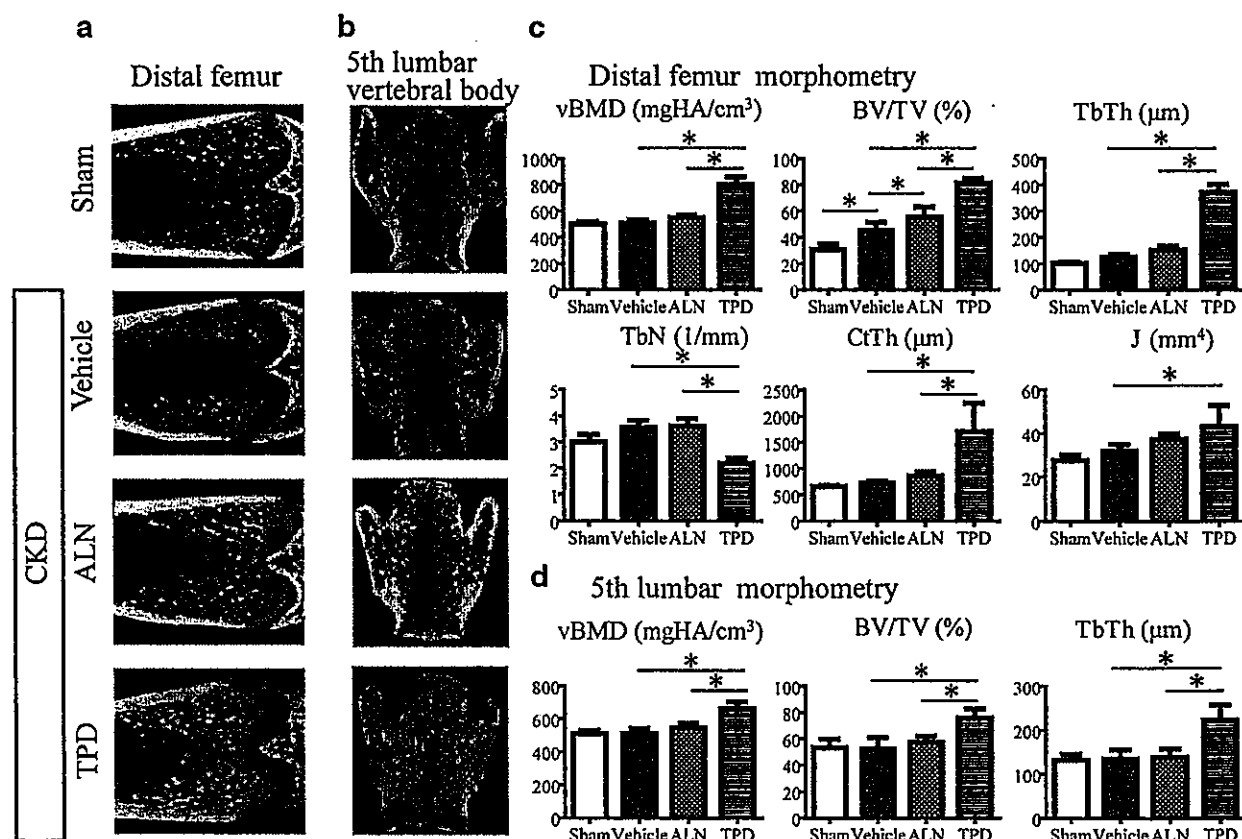 a
Distal femur
b
5th lumbar
vertebral body
Sham
Vehicle
ALN
TPD
CKD
c
Distal femur morphometry
vBMD (mgHA/cm³)
*
*
1000
800
600
400
200
0
Sham Vehicle ALN TPD
BV/TV (%)
*
*
*
*
100
80
60
40
20
0
Sham Vehicle ALN TPD
TbTh (µm)
*
*
500
400
300
200
100
0
Sham Vehicle ALN TPD
TbN (1/mm)
*
*
5
4
3
2
1
0
Sham Vehicle ALN TPD
CtTh (µm)
*
*
2500
2000
1500
1000
500
0
Sham Vehicle ALN TPD
J (mm⁴)
*
60
40
20
0
Sham Vehicle ALN TPD
d
5th lumbar morphometry
vBMD (mgHA/cm³)
*
*
800
600
400
200
0
Sham Vehicle ALN TPD
BV/TV (%)
*
*
100
80
60
40
20
0
Sham Vehicle ALN TPD
TbTh (µm)
*
*
300
200
100
0
Sham Vehicle ALN TPD